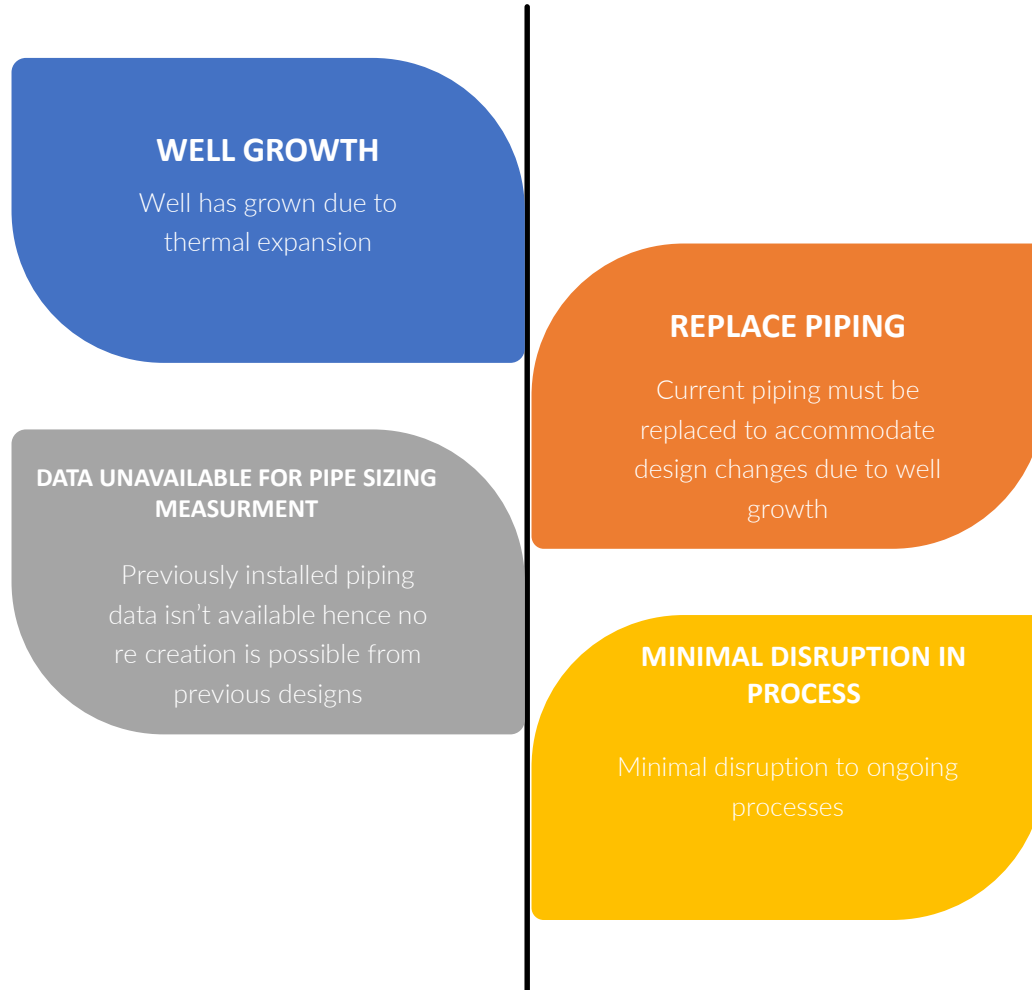 WELL GROWTH
Well has grown due to
thermal expansion
REPLACE PIPING
Current piping must be
replaced to accommodate
design changes due to well
growth
DATA UNAVAILABLE FOR PIPE SIZING
MEASURMENT
Previously installed piping
data isn’t available hence no
re creation is possible from
previous designs
MINIMAL DISRUPTION IN
PROCESS
Minimal disruption to ongoing
processes